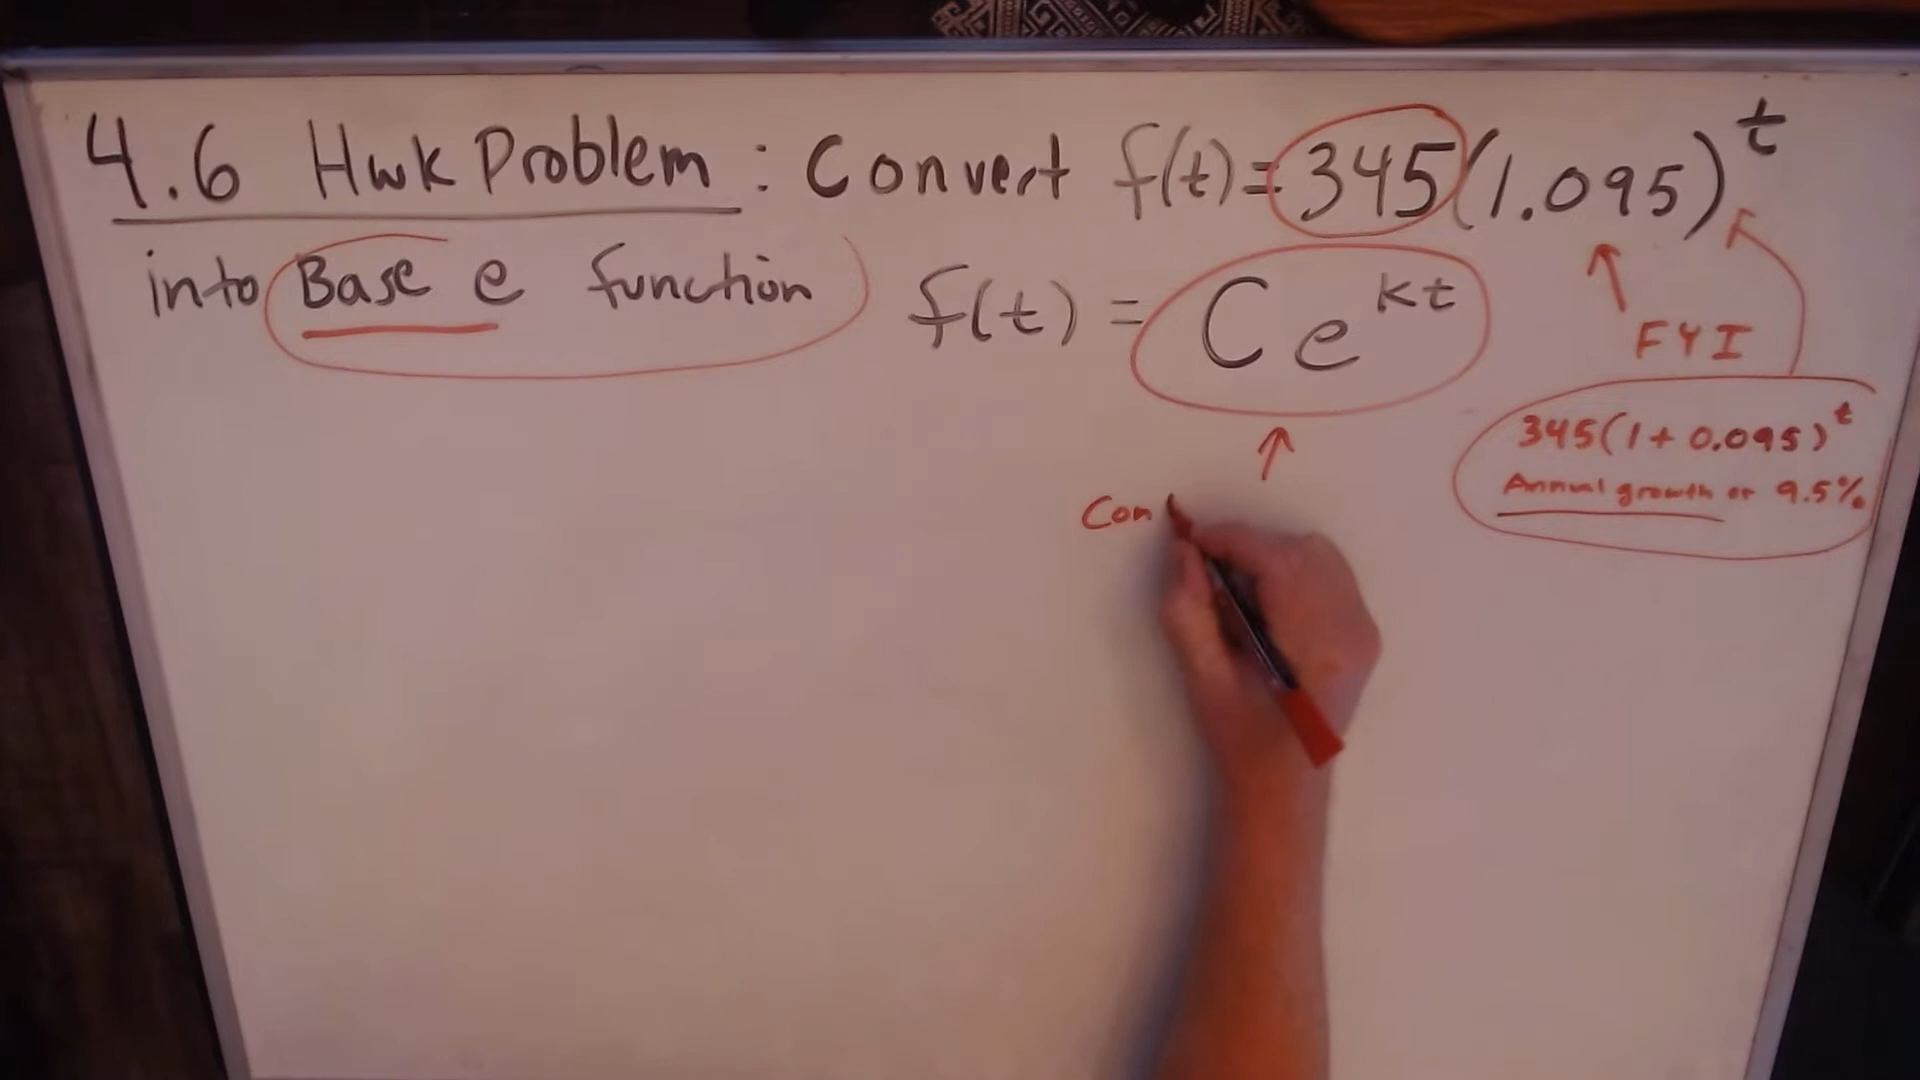 4.6 Hwk Problem : Convert f(t) = 345(1.095)^t
into Base e function f(t) = Ce^{kt}
FYI
345(1 + 0.095)^t
Annual growth or 9.5%
Con